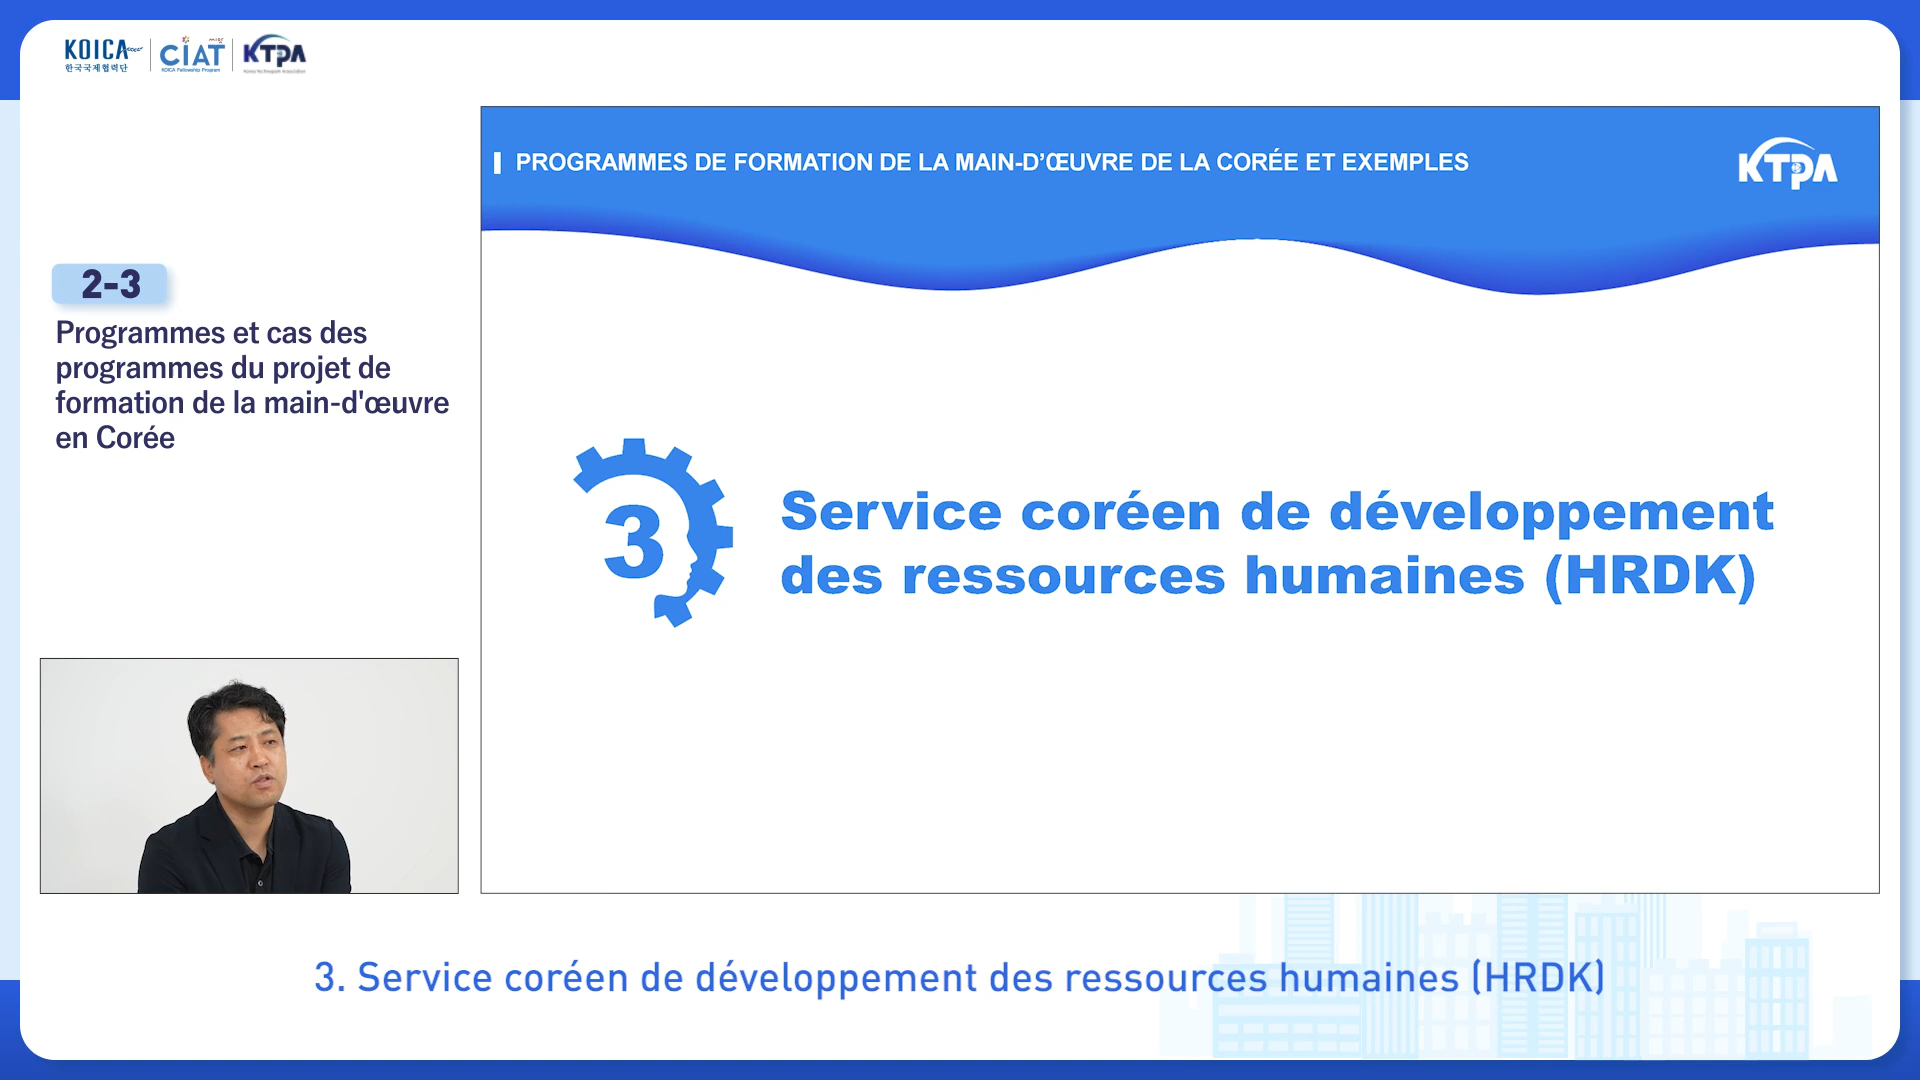 KOICA
한국국제협력단
CIAT
KOICA Fellowship Program
KTPA
PROGRAMMES DE FORMATION DE LA MAIN-D’ŒUVRE DE LA CORÉE ET EXEMPLES
KTPA
2-3
Programmes et cas des
programmes du projet de
formation de la main-d'œuvre
en Corée
3
Service coréen de développement
des ressources humaines (HRDK)
3. Service coréen de développement des ressources humaines (HRDK)